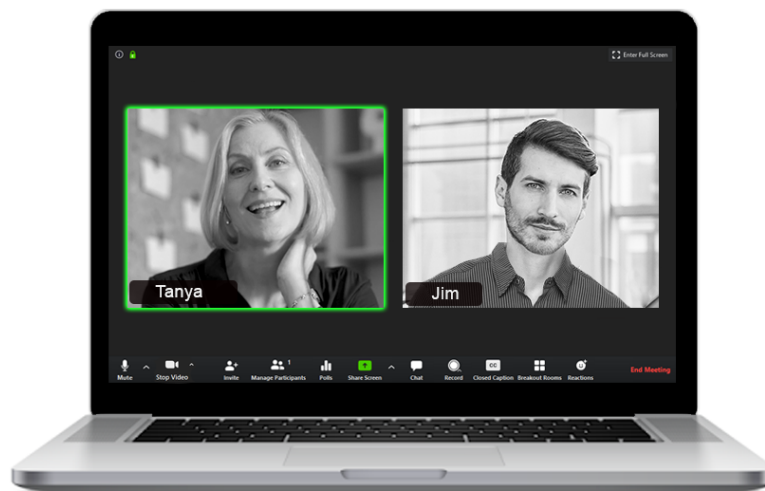 Enter Full Screen
Tanya
Jim
1
Mute
Stop Video
Invite
Manage Participants
Polls
Share Screen
Chat
Record
CC
Closed Caption
Breakout Rooms
Reactions
End Meeting